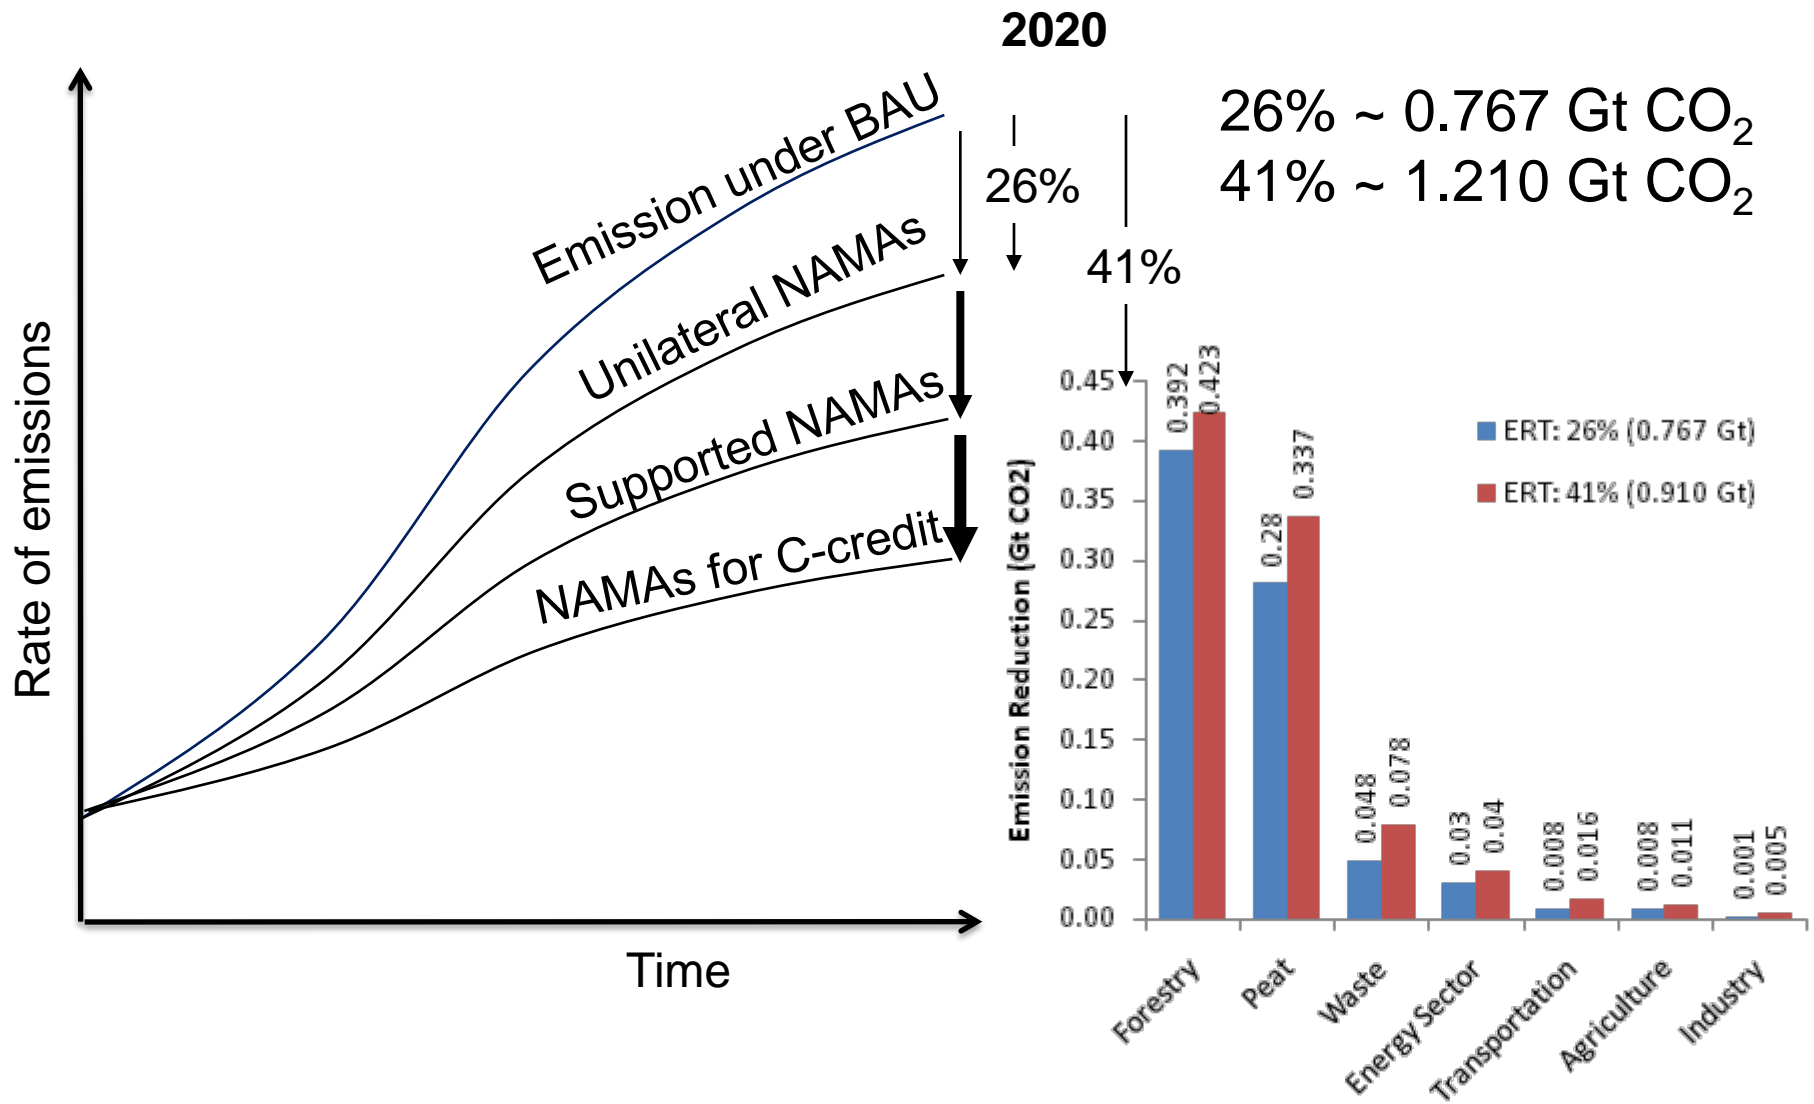 2020
26% ~ 0.767 Gt CO₂
41% ~ 1.210 Gt CO₂
Rate of emissions
Time
Emission under BAU
Unilateral NAMAs
Supported NAMAs
NAMAs for C-credit
26%
41%
Emission Reduction (Gt CO2)
0.45
0.40
0.35
0.30
0.25
0.20
0.15
0.10
0.05
0.00
0.392
0.423
0.28
0.337
0.048
0.078
0.03
0.04
0.008
0.016
0.008
0.011
0.001
0.005
ERT: 26% (0.767 Gt)
ERT: 41% (0.910 Gt)
Forestry
Peat
Waste
Energy Sector
Transportation
Agriculture
Industry